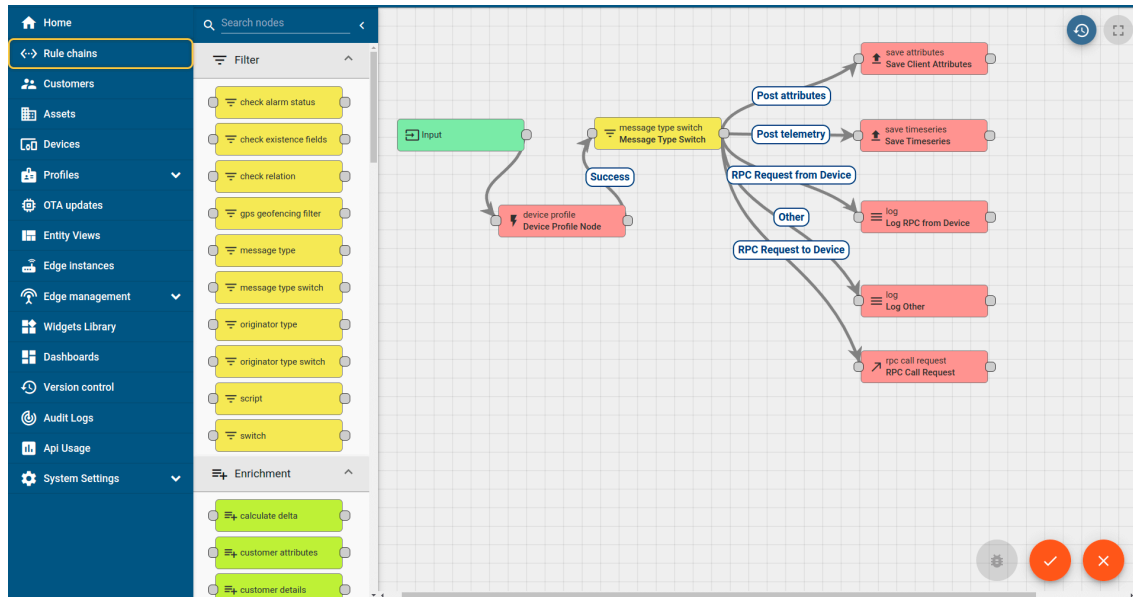 Home
Rule chains
Customers
Assets
Devices
Profiles
OTA updates
Entity Views
Edge instances
Edge management
Widgets Library
Dashboards
Version control
Audit Logs
Api Usage
System Settings
Search nodes
Filter
check alarm status
check existence fields
check relation
gps geofencing filter
message type
message type switch
originator type
originator type switch
script
switch
Enrichment
calculate delta
customer attributes
customer details
Input
device profile
Device Profile Node
Success
message type switch
Message Type Switch
Post attributes
Post telemetry
RPC Request from Device
Other
RPC Request to Device
save attributes
Save Client Attributes
save timeseries
Save Timeseries
log
Log RPC from Device
log
Log Other
rpc call request
RPC Call Request